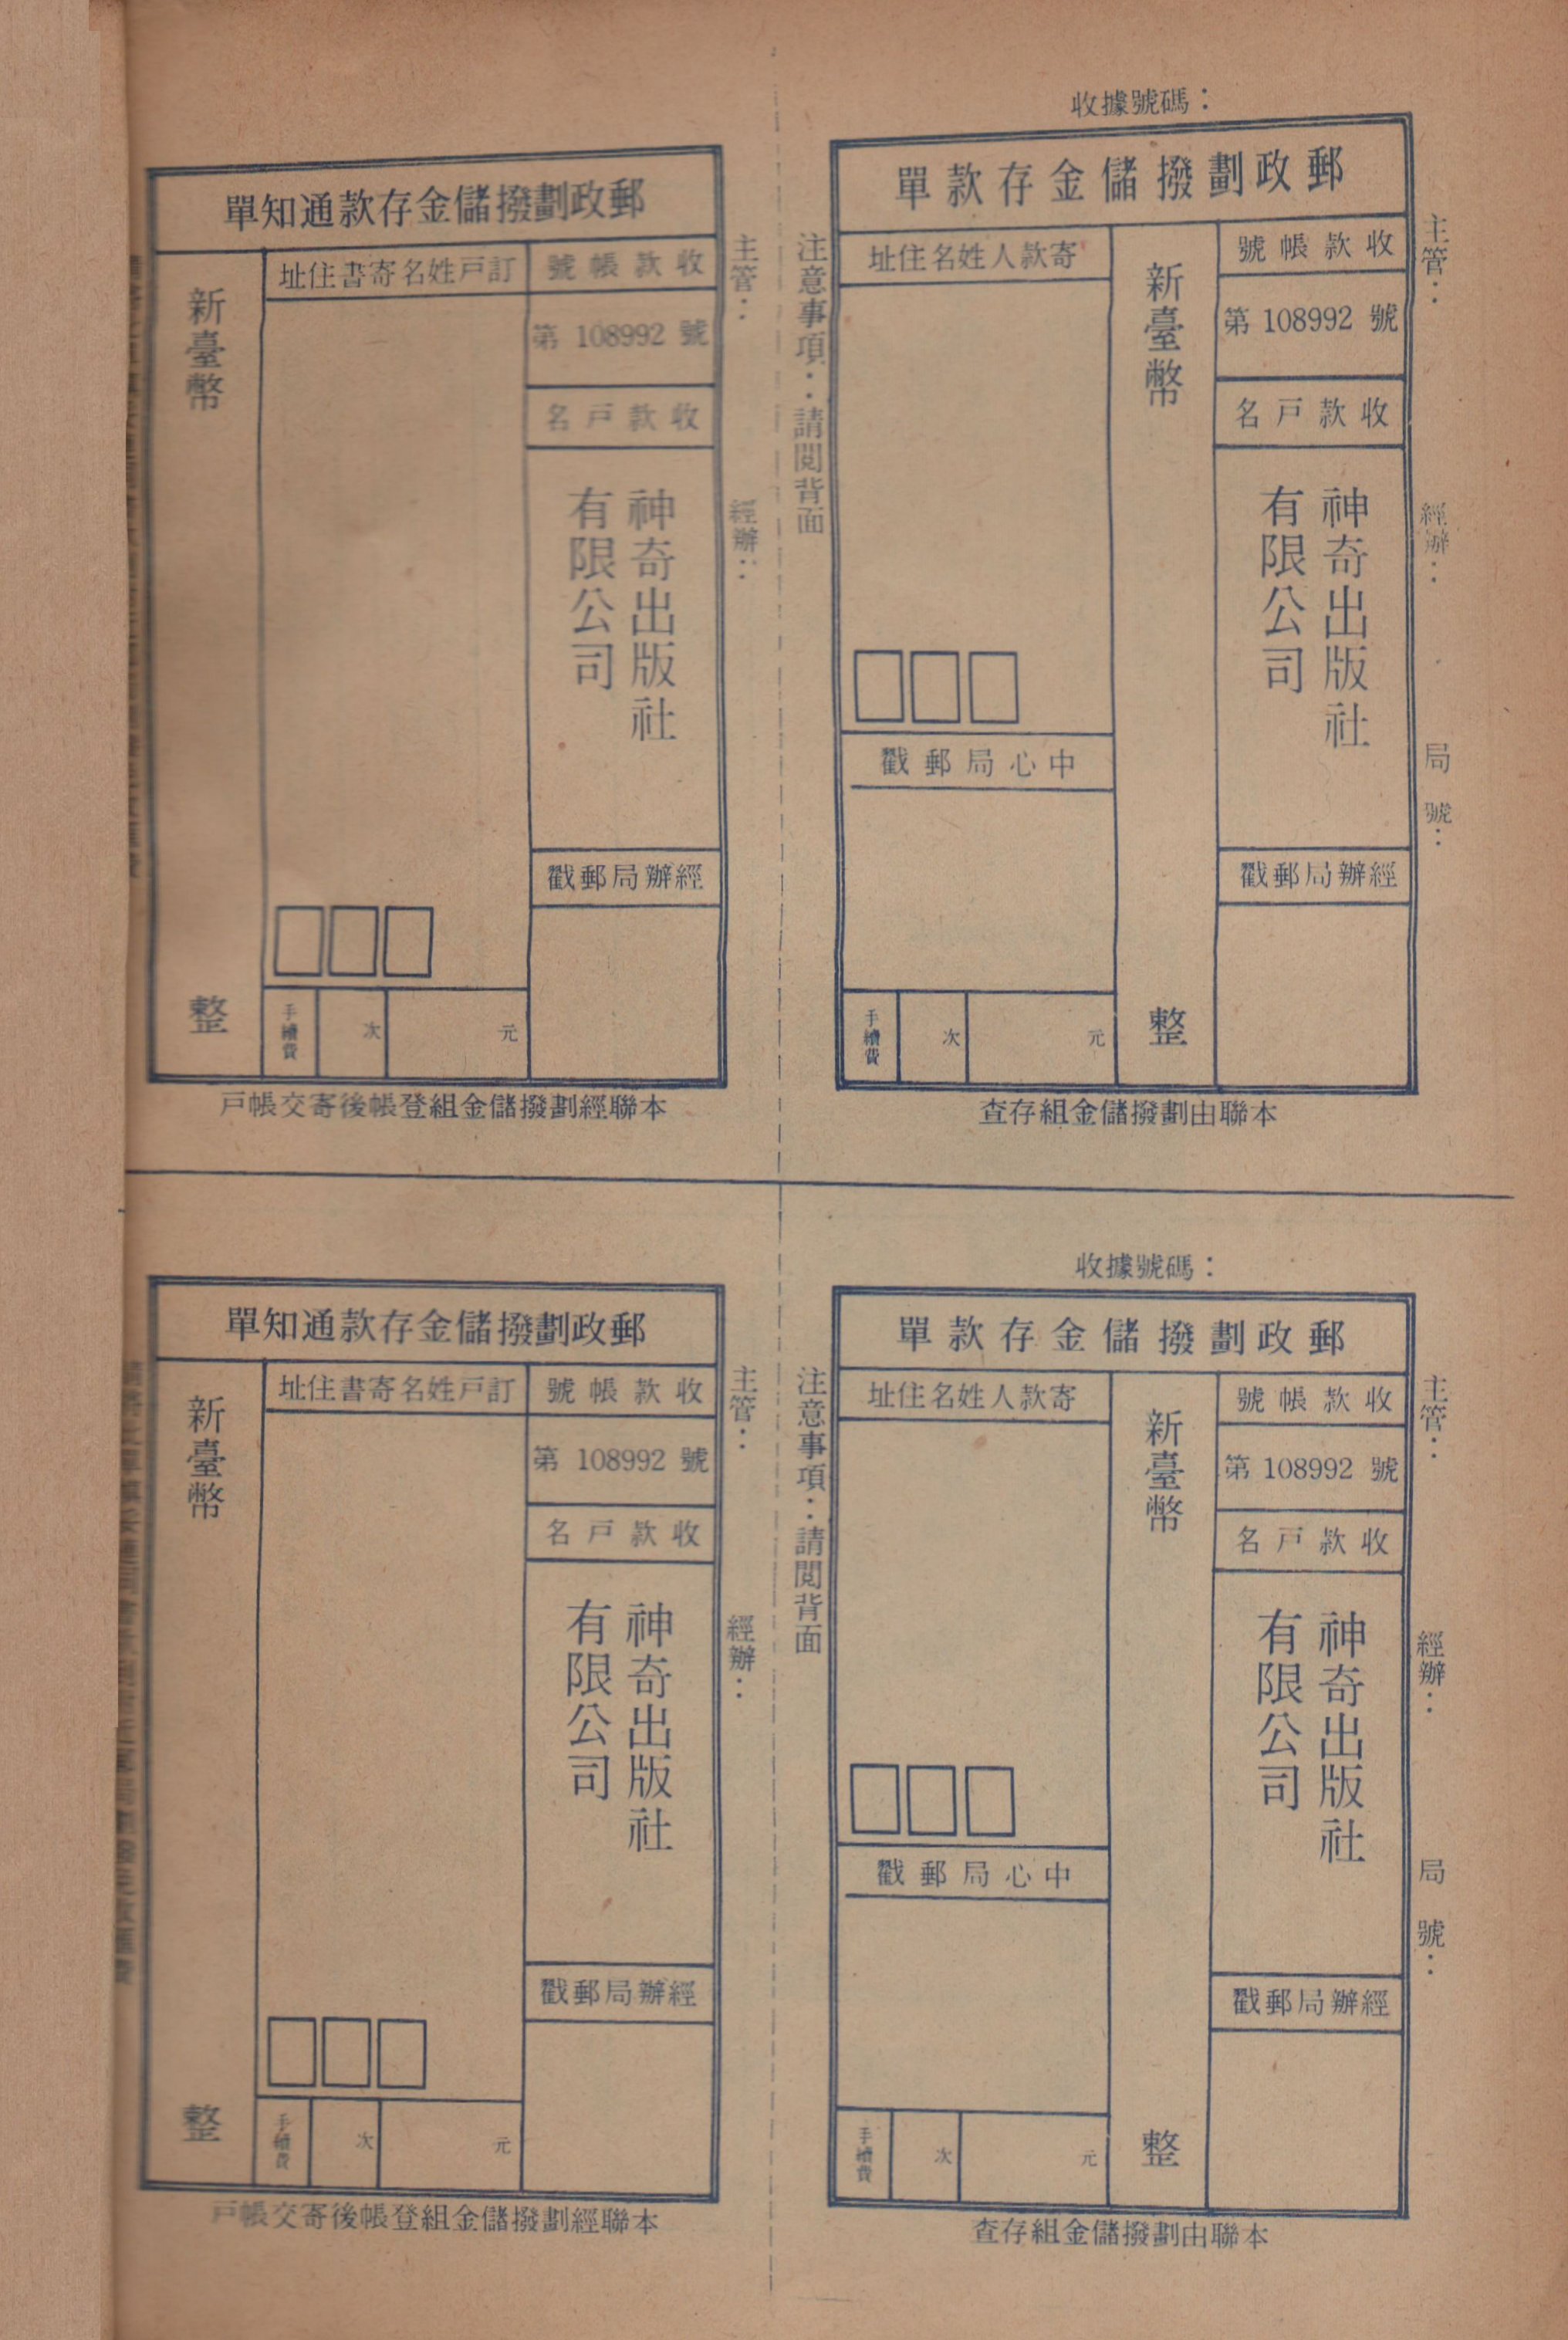 收據號碼：
郵政劃撥儲金存款單
收款帳號
第 108992 號
收款戶名
神奇出版社
有限公司
經辦局郵戳
新臺幣
整
寄款人姓名住址
中心局郵戳
手續費
次
元
主管：
經辦：
局號：
注意事項：請閱背面
本聯由劃撥儲金組存查
郵政劃撥儲金存款通知單
收款帳號
第 108992 號
收款戶名
神奇出版社
有限公司
經辦局郵戳
訂戶姓名寄書住址
手續費
次
元
新臺幣
整
主管：
經辦：
本聯經劃撥儲金組登帳後寄交帳戶
收據號碼：
郵政劃撥儲金存款單
收款帳號
第 108992 號
收款戶名
神奇出版社
有限公司
經辦局郵戳
新臺幣
整
寄款人姓名住址
中心局郵戳
手續費
次
元
主管：
經辦：
局號：
注意事項：請閱背面
本聯由劃撥儲金組存查
郵政劃撥儲金存款通知單
收款帳號
第 108992 號
收款戶名
神奇出版社
有限公司
經辦局郵戳
訂戶姓名寄書住址
手續費
次
元
新臺幣
整
主管：
經辦：
本聯經劃撥儲金組登帳後寄交帳戶